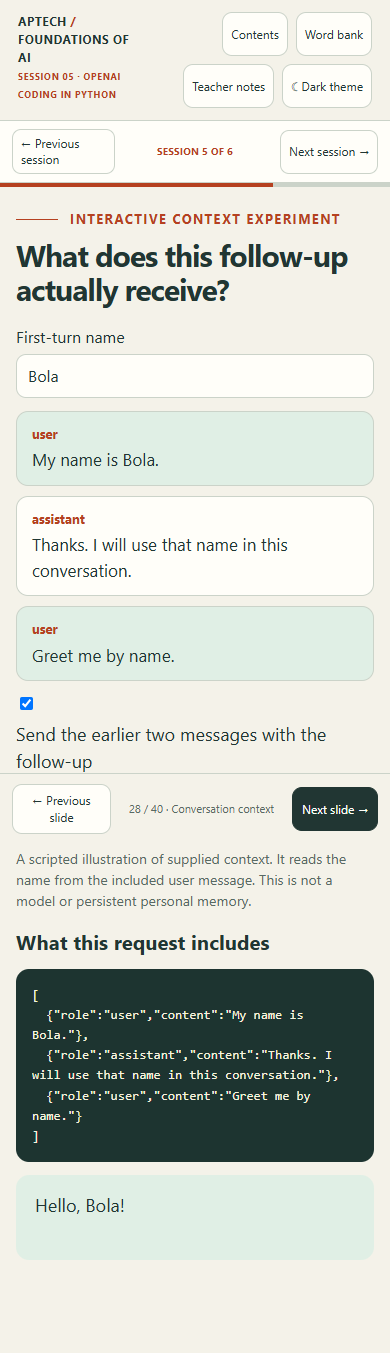 APTECH /
FOUNDATIONS OF
AI
SESSION 05 · OPENAI
CODING IN PYTHON
Contents
Word bank
Teacher notes
☾ Dark theme
← Previous
session
SESSION 5 OF 6
Next session →
INTERACTIVE CONTEXT EXPERIMENT
What does this follow-up
actually receive?
First-turn name
Bola
user
My name is Bola.
assistant
Thanks. I will use that name in this
conversation.
user
Greet me by name.
Send the earlier two messages with the
follow-up
← Previous
slide
28 / 40 · Conversation context
Next slide →
A scripted illustration of supplied context. It reads the
name from the included user message. This is not a
model or persistent personal memory.
What this request includes
[
{"role":"user","content":"My name is
Bola."},
{"role":"assistant","content":"Thanks. I
will use that name in this conversation."},
{"role":"user","content":"Greet me by
name."}
]
Hello, Bola!